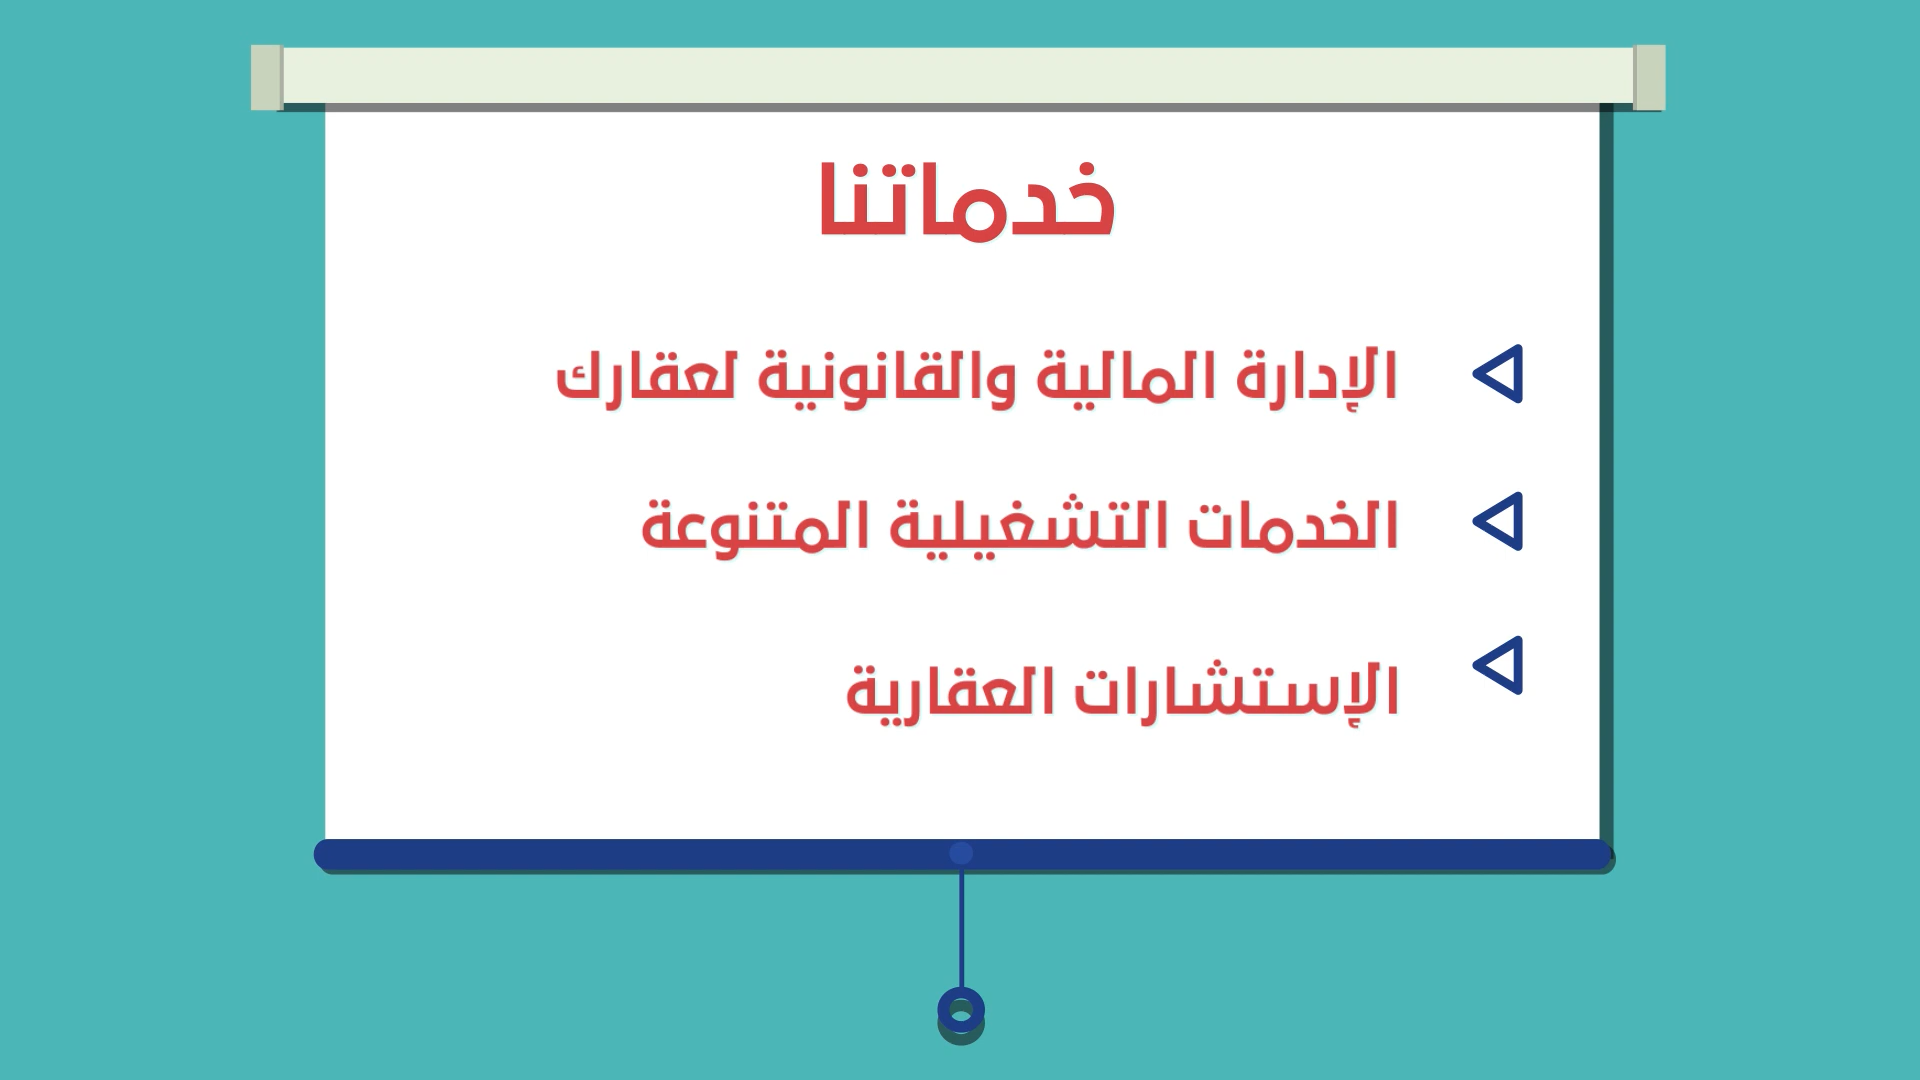 خدماتنا
الإدارة المالية والقانونية لعقارك
الخدمات التشغيلية المتنوعة
الإستشارات العقارية